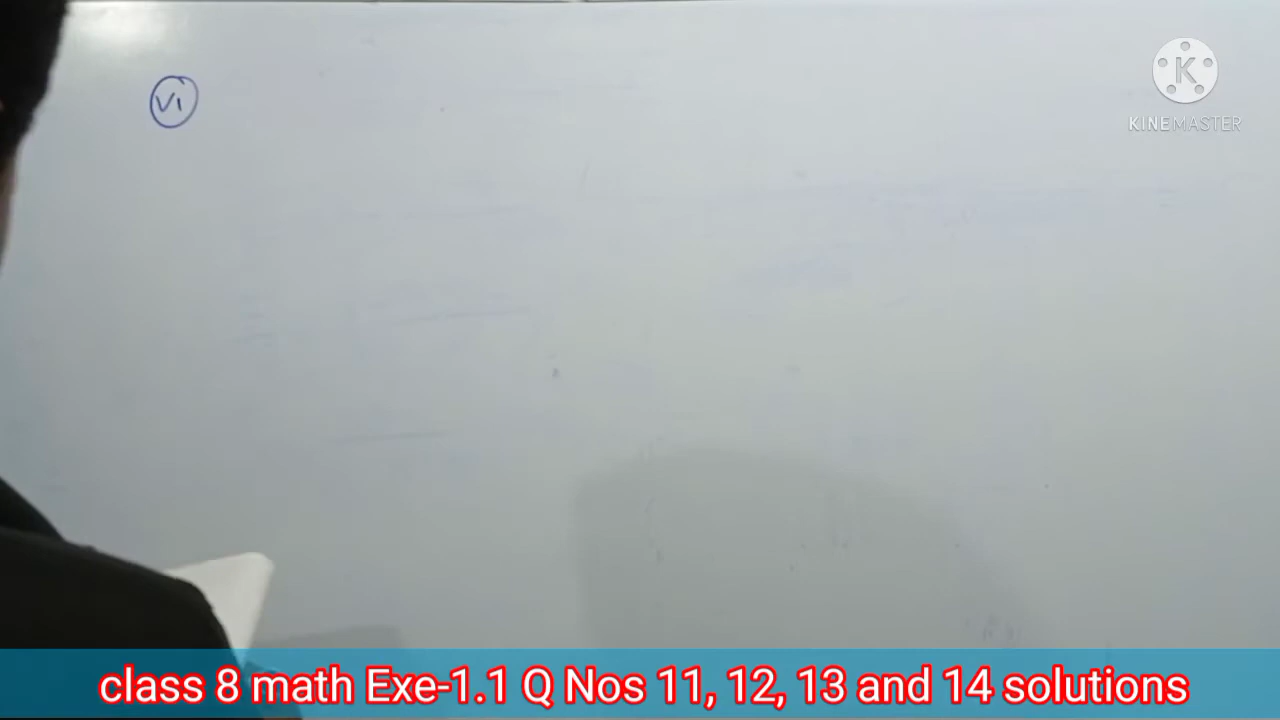 VI
KINEMASTER
class 8 math Exe-1.1 Q Nos 11, 12, 13 and 14 solutions